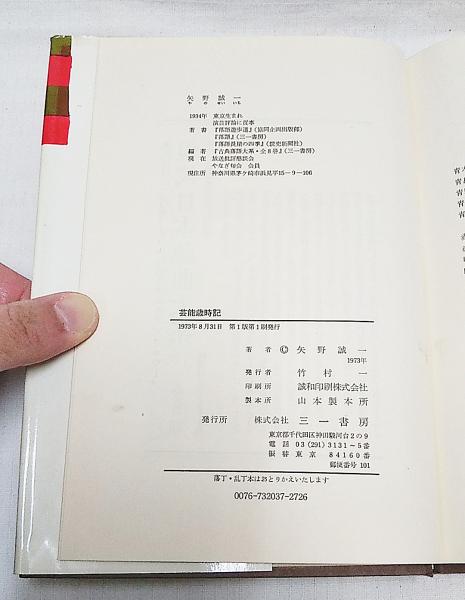 矢野誠一
やのせいいち
1934年 東京生まれ
演芸評論に従事
著書 『落語遊歩道』(協同企画出版部)
『落語』(三一書房)
『落語長屋の四季』(読売新聞社)
編著 『古典落語大系・全8巻』(三一書房)
現在 放送批評懇談会
やなぎ句会 会員
現住所 神奈川県茅ケ崎市浜見平15-9-106
芸能歳時記
1973年8月31日 第1版第1刷発行
著者 © 矢野誠一
1973年
発行者 竹村一
印刷所 誠和印刷株式会社
製本所 山本製本所
発行所 株式会社 三一書房
東京都千代田区神田駿河台2の9
電話 03(291)3131~5番
振替東京 84160番
郵便番号 101
落丁・乱丁本はおとりかえいたします
0076-732037-2726